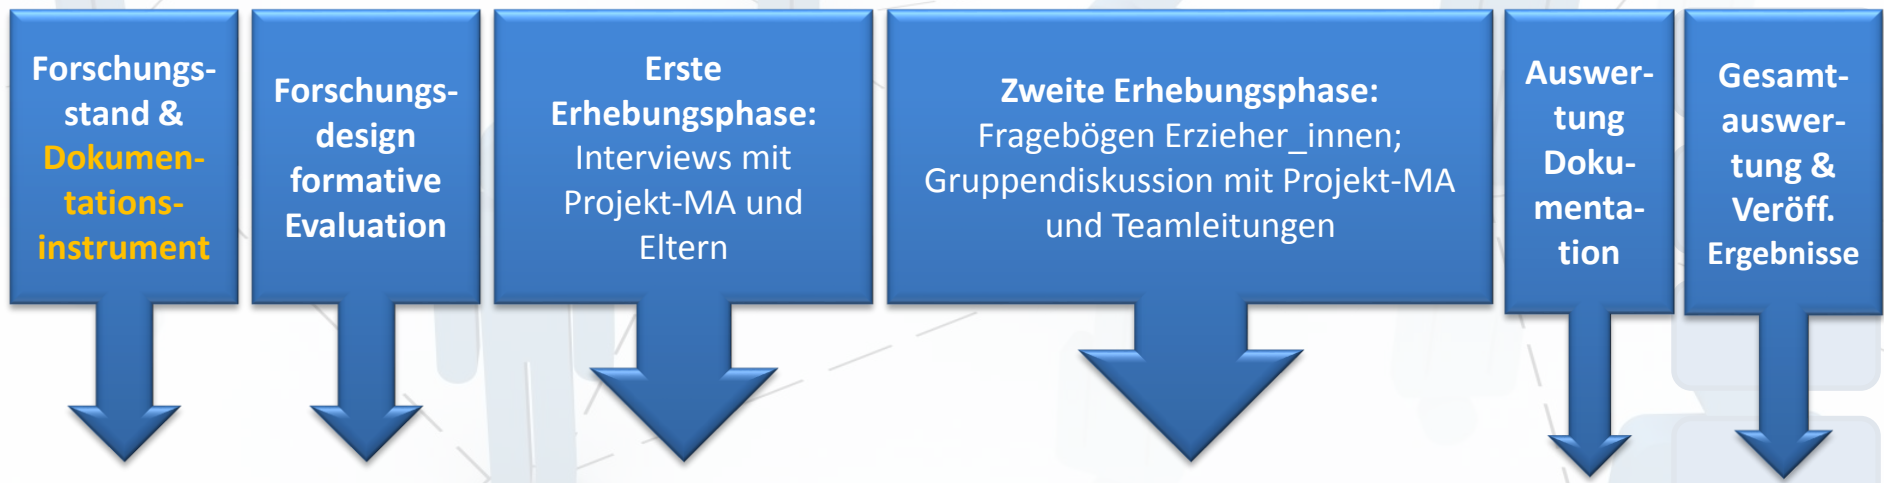 Forschungs-
stand &
Dokumen-
tations-
instrument
Forschungs-
design
formative
Evaluation
Erste
Erhebungsphase:
Interviews mit
Projekt-MA und
Eltern
Zweite Erhebungsphase:
Fragebögen Erzieher_innen;
Gruppendiskussion mit Projekt-MA
und Teamleitungen
Auswer-
tung
Doku-
menta-
tion
Gesamt-
auswer-
tung &
Veröff.
Ergebnisse